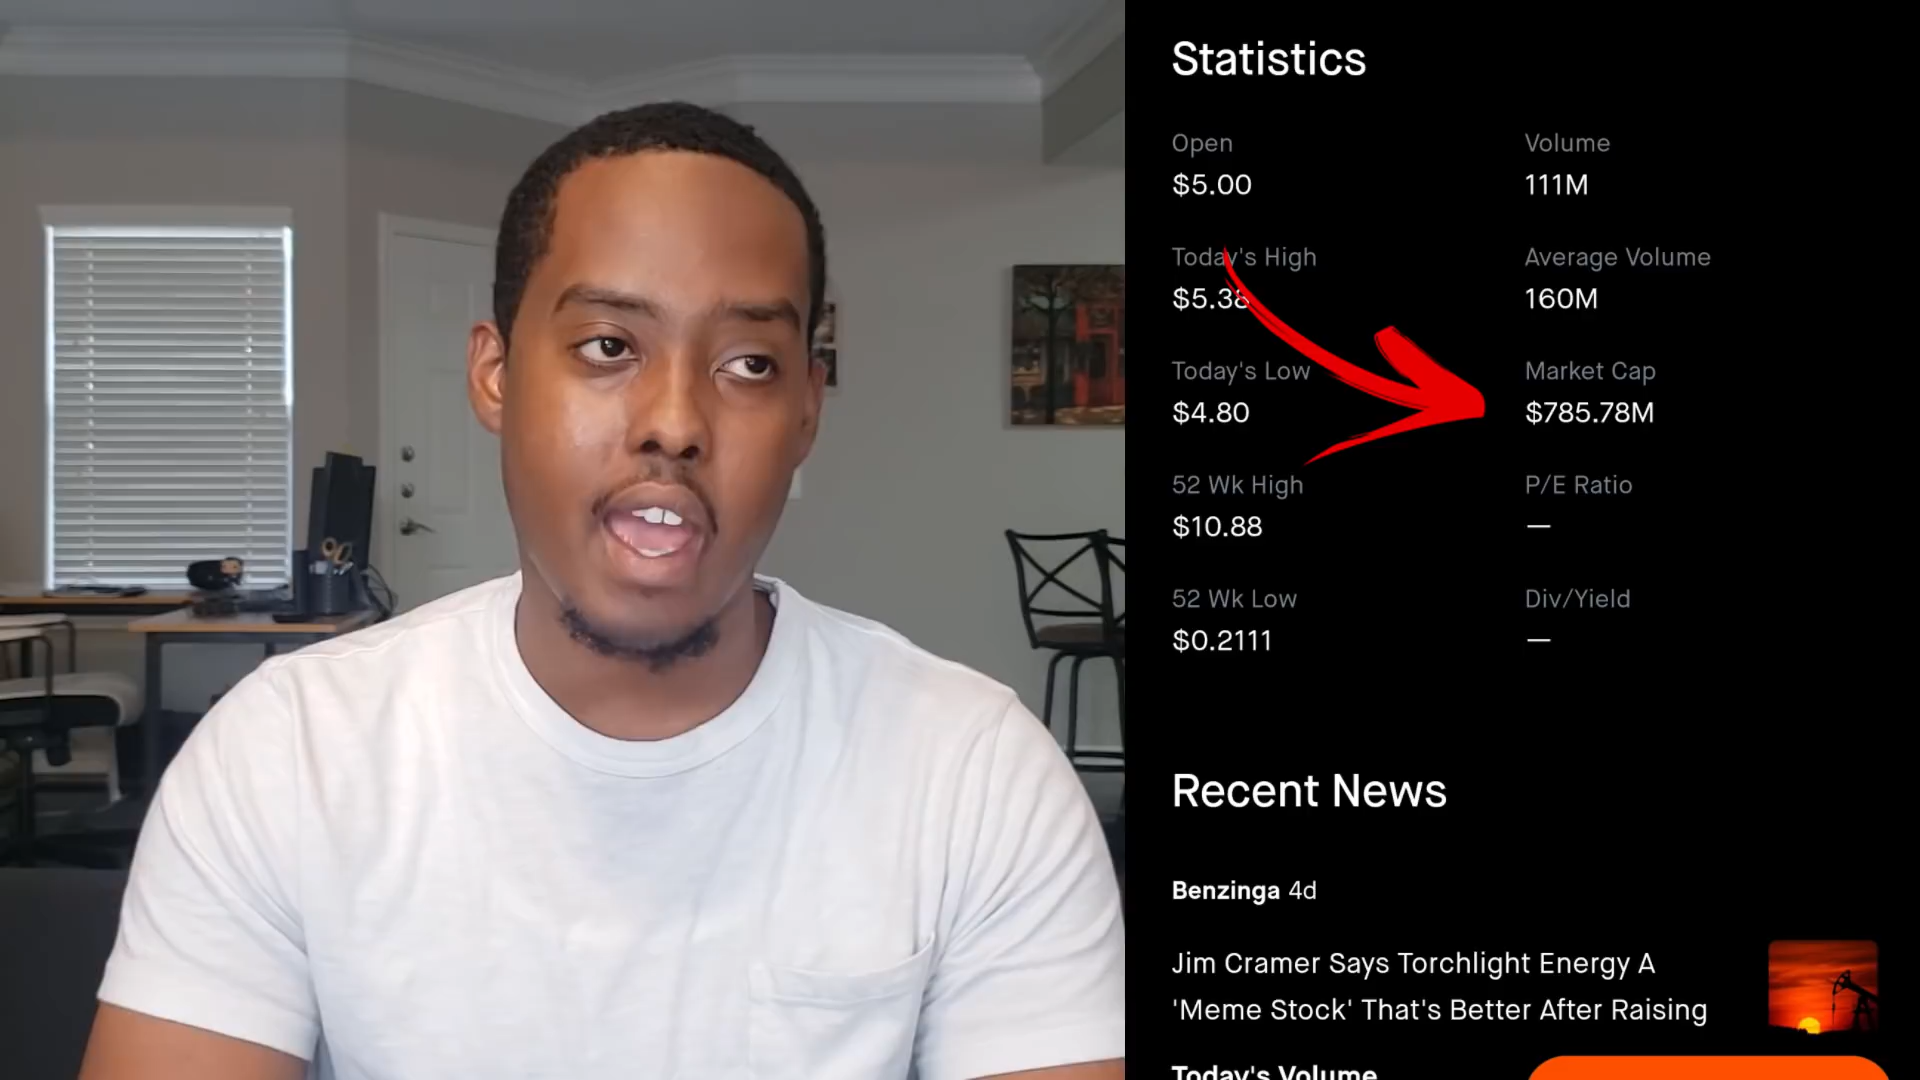 Statistics
Open
$5.00
Volume
111M
Today's High
$5.38
Average Volume
160M
Today's Low
$4.80
Market Cap
$785.78M
52 Wk High
$10.88
P/E Ratio
—
52 Wk Low
$0.2111
Div/Yield
—
Recent News
Benzinga 4d
Jim Cramer Says Torchlight Energy A
'Meme Stock' That's Better After Raising
Today's Volume